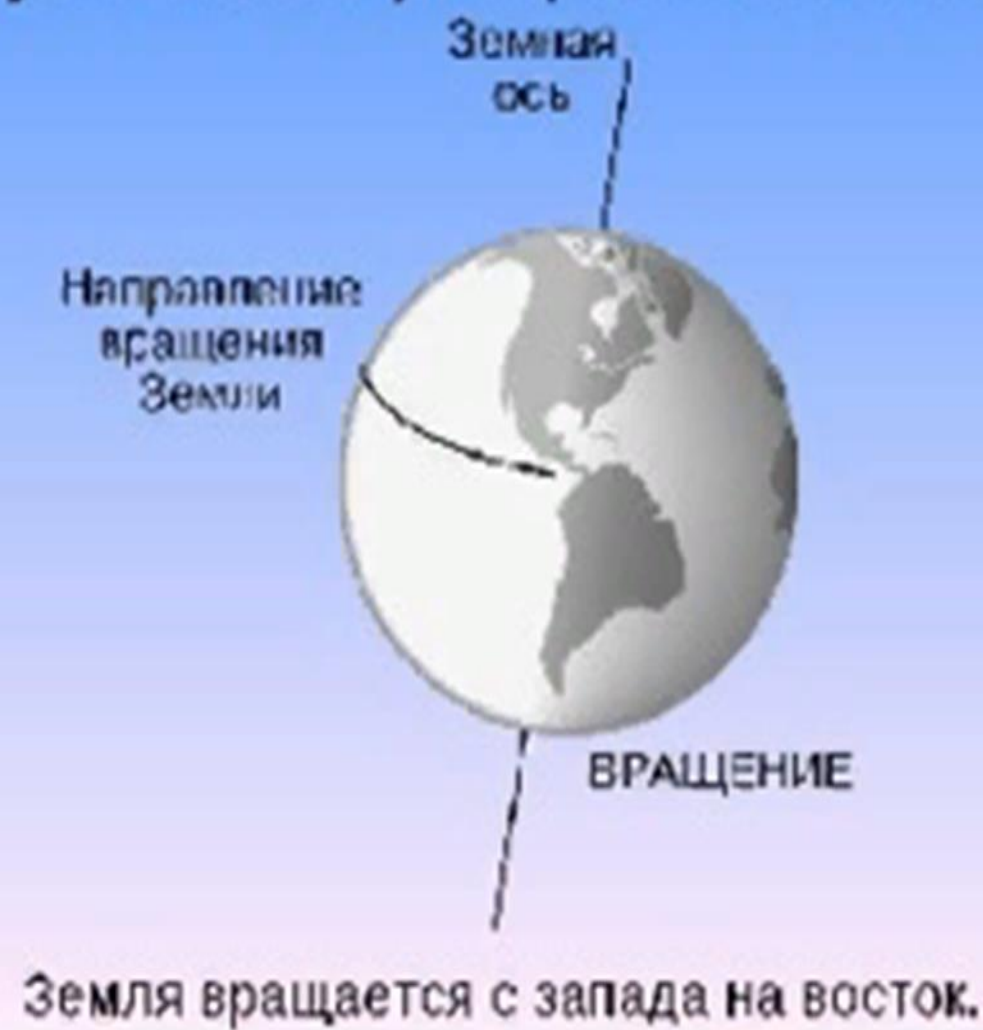 Земная
ось
Направление
вращения
Земли
ВРАЩЕНИЕ
Земля вращается с запада на восток.